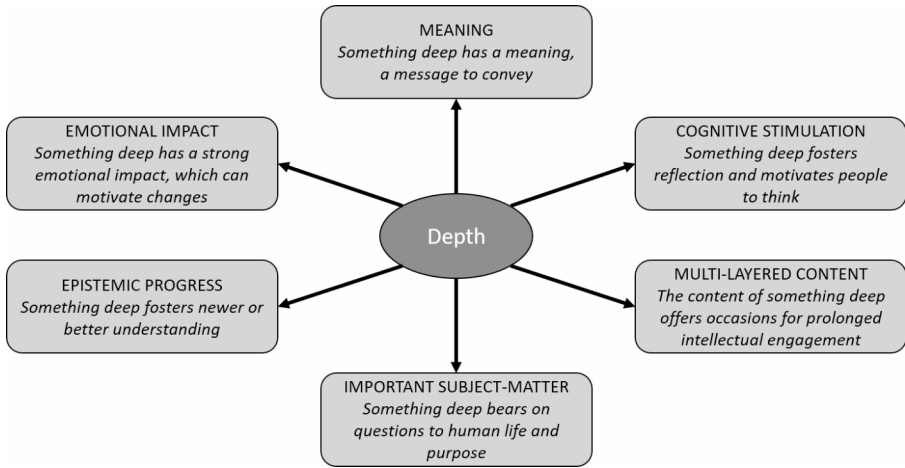 MEANING
Something deep has a meaning,
a message to convey
EMOTIONAL IMPACT
Something deep has a strong
emotional impact, which can
motivate changes
COGNITIVE STIMULATION
Something deep fosters
reflection and motivates people
to think
Depth
EPISTEMIC PROGRESS
Something deep fosters newer or
better understanding
MULTI-LAYERED CONTENT
The content of something deep
offers occasions for prolonged
intellectual engagement
IMPORTANT SUBJECT-MATTER
Something deep bears on
questions to human life and
purpose